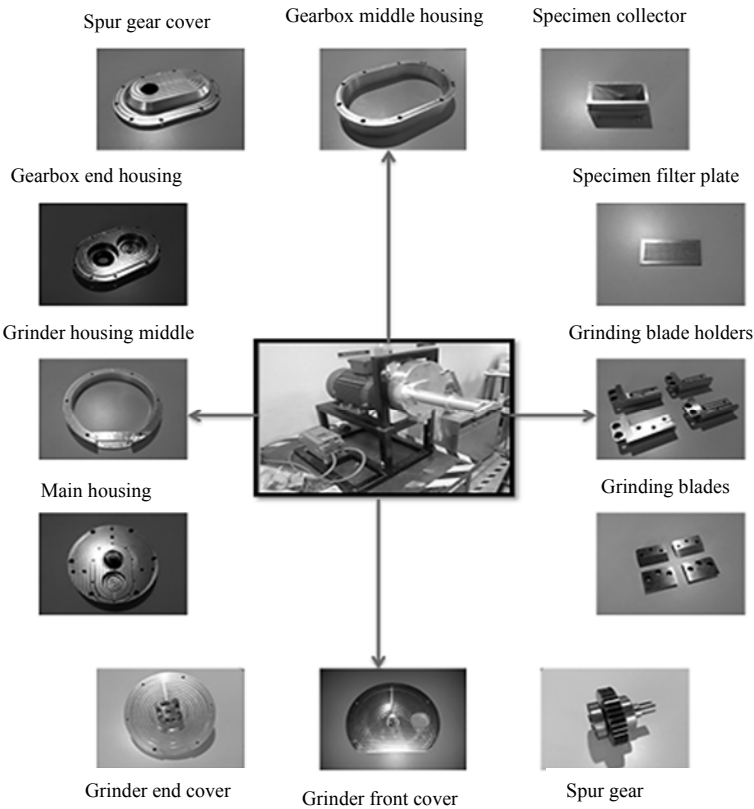 Spur gear cover
Gearbox middle housing
Specimen collector
Gearbox end housing
Specimen filter plate
Grinder housing middle
Grinding blade holders
Main housing
Grinding blades
Grinder end cover
Grinder front cover
Spur gear